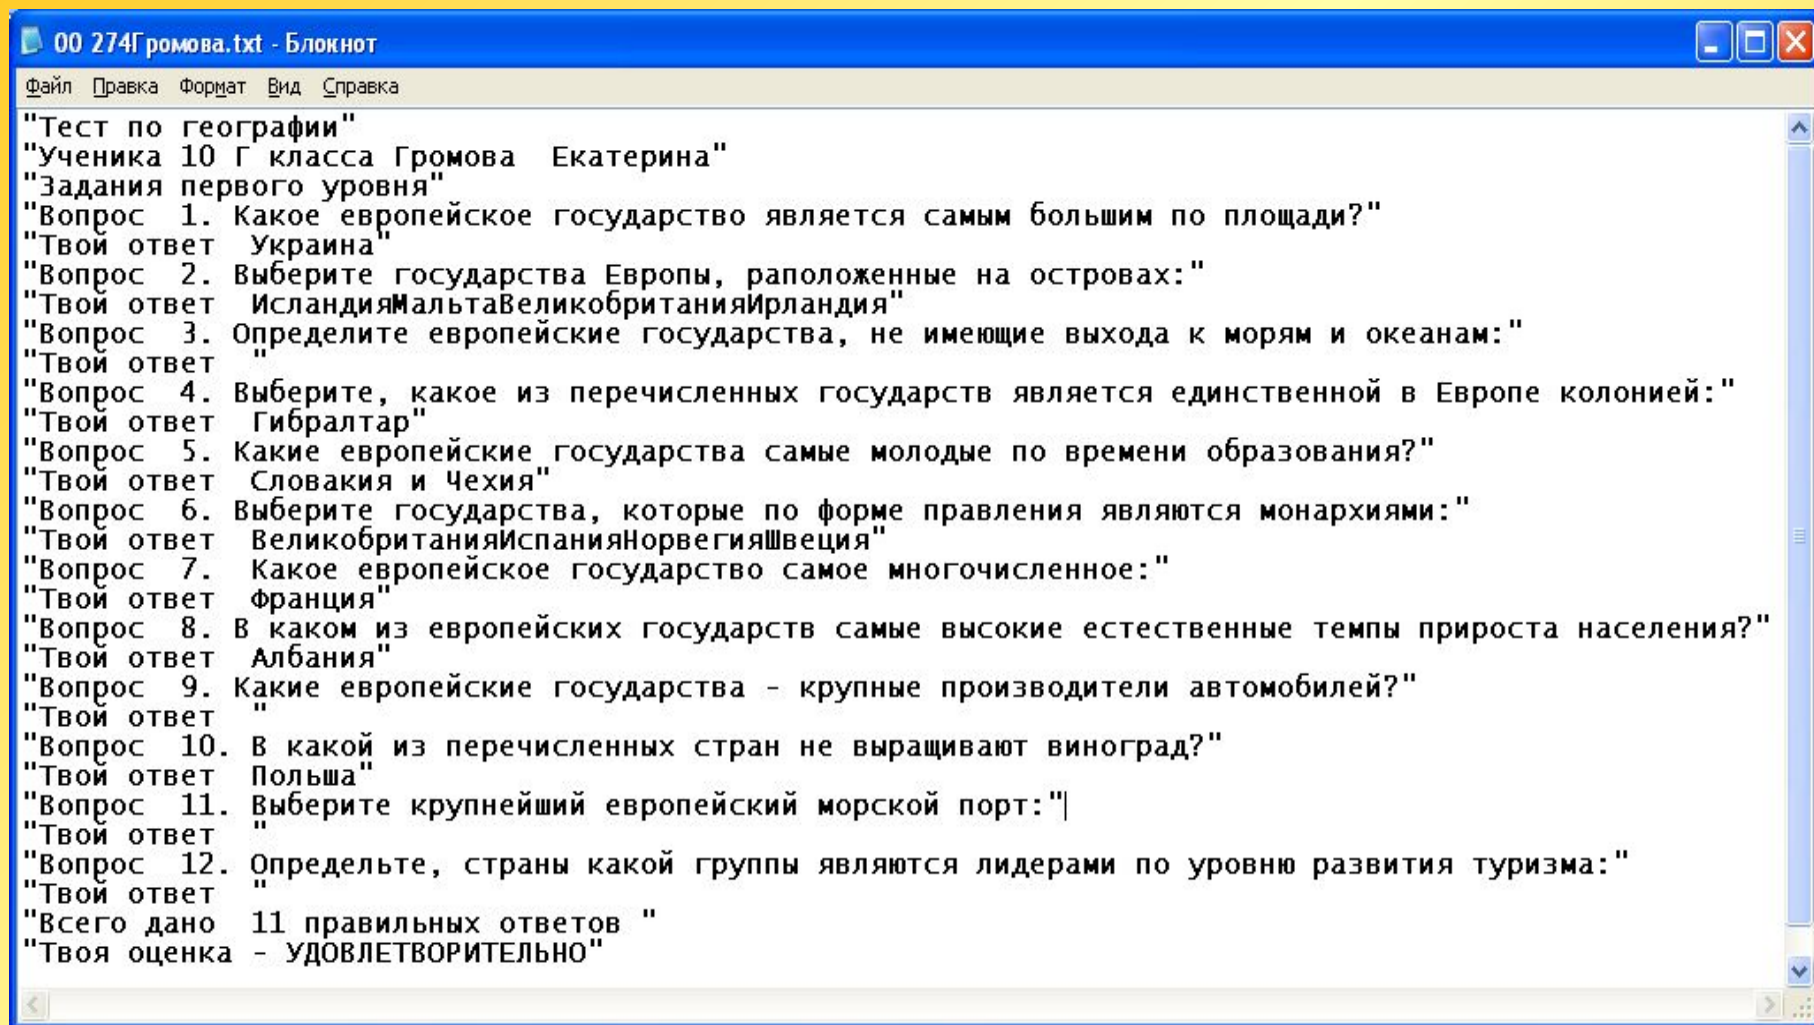 00 274Громова.txt - Блокнот
Файл Правка Формат Вид Справка
"Тест по географии"
"Ученика 10 Г класса Громова  Екатерина"
"Задания первого уровня"
"Вопрос  1. Какое европейское государство является самым большим по площади?"
"Твой ответ  Украина"
"Вопрос  2. Выберите государства Европы, раположенные на островах:"
"Твой ответ  ИсландияМальтаВеликобританияИрландия"
"Вопрос  3. Определите европейские государства, не имеющие выхода к морям и океанам:"
"Твой ответ  "
"Вопрос  4. Выберите, какое из перечисленных государств является единственной в Европе колонией:"
"Твой ответ  Гибралтар"
"Вопрос  5. Какие европейские государства самые молодые по времени образования?"
"Твой ответ  Словакия и Чехия"
"Вопрос  6. Выберите государства, которые по форме правления являются монархиями:"
"Твой ответ  ВеликобританияИспанияНорвегияШвеция"
"Вопрос  7.  Какое европейское государство самое многочисленное:"
"Твой ответ  Франция"
"Вопрос  8. В каком из европейских государств самые высокие естественные темпы прироста населения?"
"Твой ответ  Албания"
"Вопрос  9. Какие европейские государства - крупные производители автомобилей?"
"Твой ответ  "
"Вопрос  10. В какой из перечисленных стран не выращивают виноград?"
"Твой ответ  Польша"
"Вопрос  11. Выберите крупнейший европейский морской порт:"
"Твой ответ  "
"Вопрос  12. Определьте, страны какой группы являются лидерами по уровню развития туризма:"
"Твой ответ  "
"Всего дано  11 правильных ответов "
"Твоя оценка - УДОВЛЕТВОРИТЕЛЬНО"